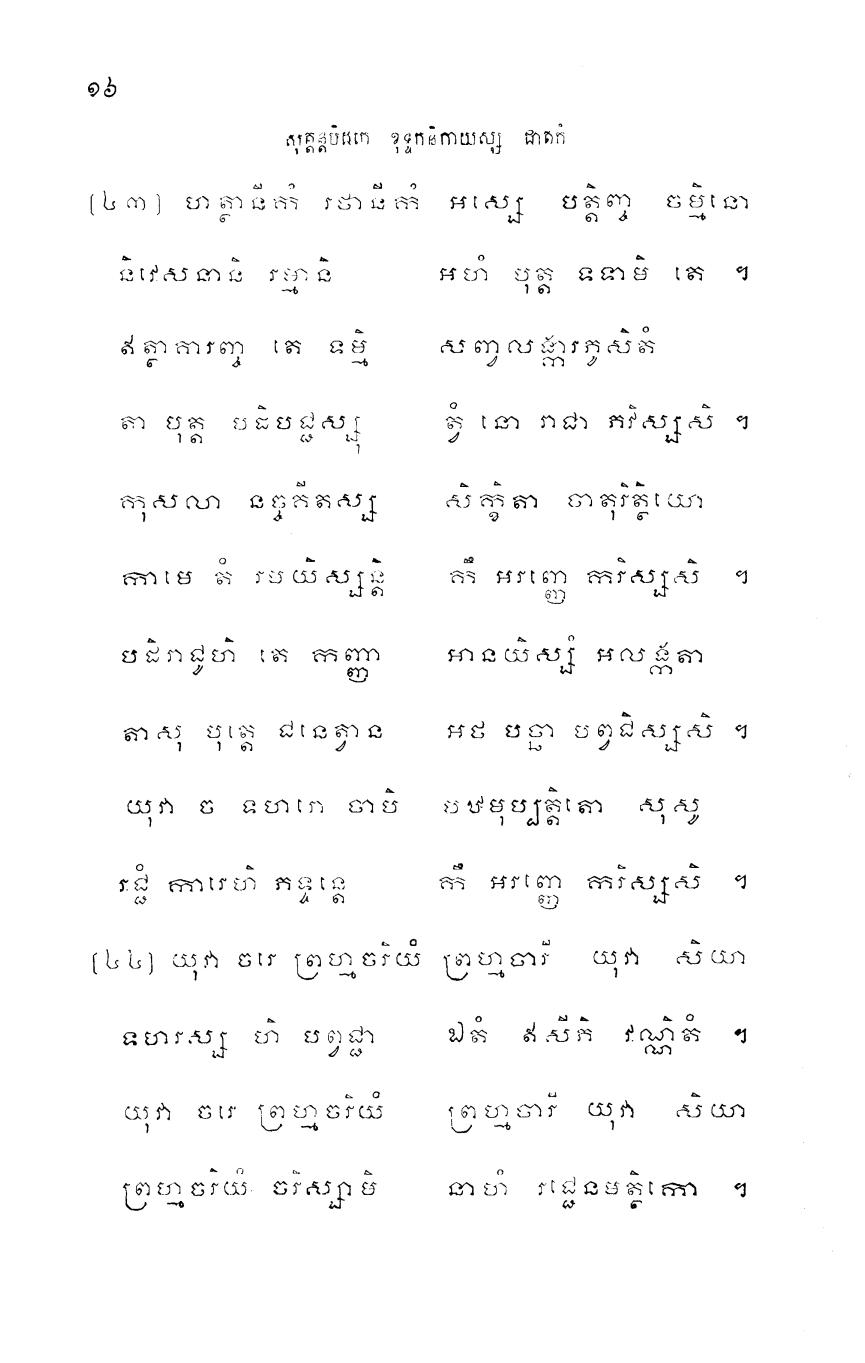 ១៦
សុត្តន្តបិដកេ ខុទ្ទកនិកាយស្ស ជាតកំ
(៤៣) ហត្ថានីកំ រថានីកំ អស្សេ បត្តិញ្ច ចម្មិនោ
និវេសនានិ រម្មានិ អហំ បុត្ត ទទាមិ តេ ។
ឥត្ថាគារញ្ច តេ ទម្មិ សញ្វលង្ការភូសិតំ
តា បុត្ត បដិបជ្ជស្សុ ត្វំ នោ រាជា ភវិស្សសិ ។
កុសលា នច្ចគីតស្ស សិក្ខិតា ចាតុរិត្ថិយោ
កាមេ តំ រមយិស្សន្តិ កឹ អរញ្ញេ ករិស្សសិ ។
បដិរាជូហិ តេ កញ្ញា អានយិស្សំ អលង្កតា
តាសុ បុត្តេ ជនេត្វាន អថ បច្ឆា បព្វជិស្សសិ ។
យុវា ច ទហរោ ចាបិ បឋមុប្បត្តិតោ សុសូ
រជ្ជំ ការេហិ ភទ្ទន្តេ កឹ អរញ្ញេ ករិស្សសិ ។
(៤៤) យុវា ចរេ ព្រហ្មចរិយំ ព្រហ្មចារី យុវា សិយា
ទហរស្ស ហិ បព្វជ្ជា ឯតំ ឥសីភិ វណ្ណិតំ ។
យុវា ចរេ ព្រហ្មចរិយំ ព្រហ្មចារី យុវា សិយា
ព្រហ្មចរិយំ ចរិស្សាមិ នាហំ រជ្ជេនមត្ថិកោ ។